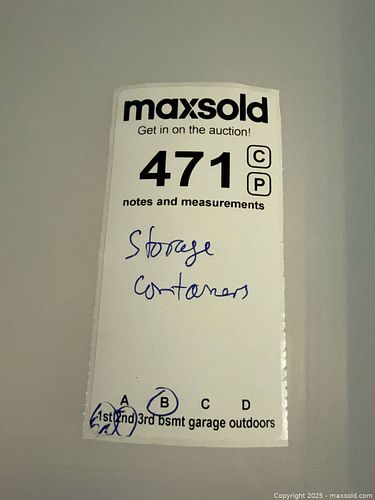 maxsold
Get in on the auction!
471 C
P
notes and measurements
Storage
Containers
A B C D
1st 2nd 3rd bsmt garage outdoors
Copyright 2025 - maxsold.com